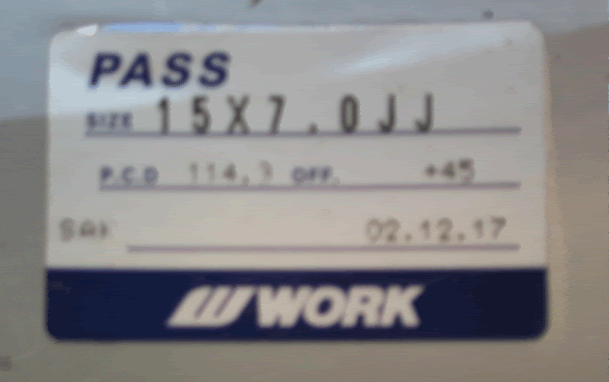 PASS
SIZE 15X7.0JJ
P.C.D 114.3 OFF. +45
02.12.17
WORK